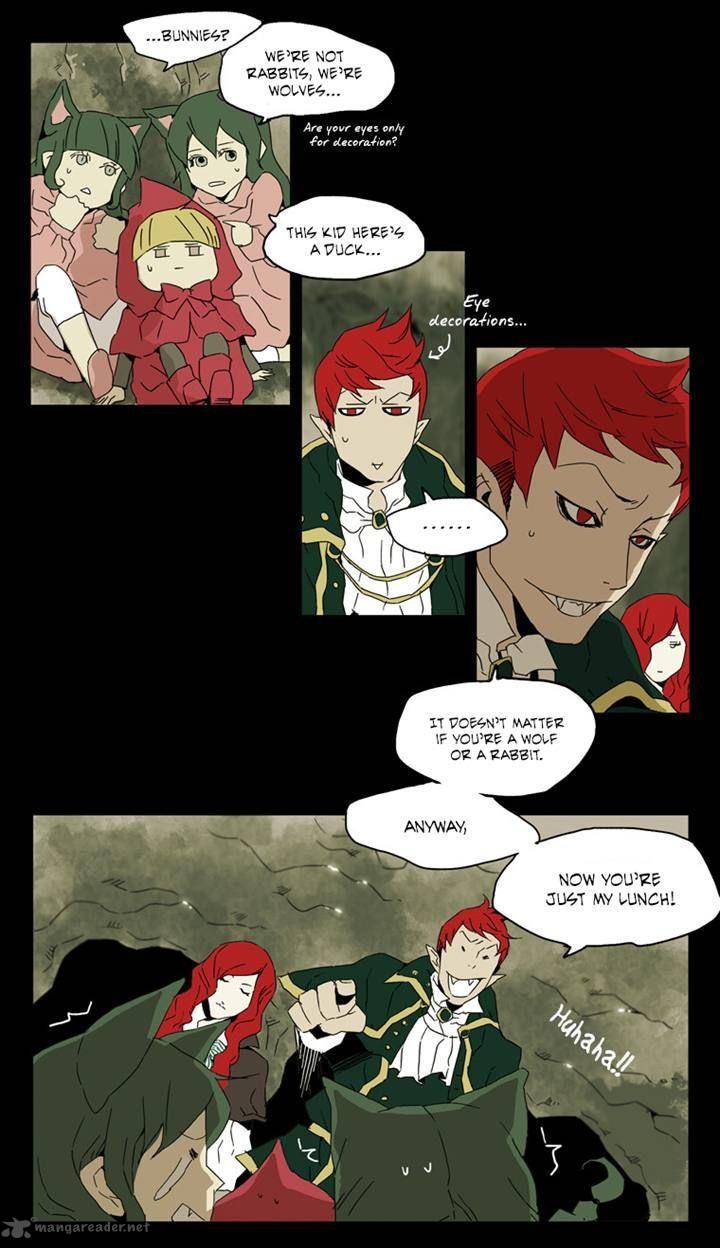 ...BUNNIES?
WE'RE NOT
RABBITS, WE'RE
WOLVES...
Are your eyes only
for decoration?
THIS KID HERE'S
A DUCK...
Eye
decorations...
......
IT DOESN'T MATTER
IF YOU'RE A WOLF
OR A RABBIT.
ANYWAY,
NOW YOU'RE
JUST MY LUNCH!
Huhaha!!
mangareader.net